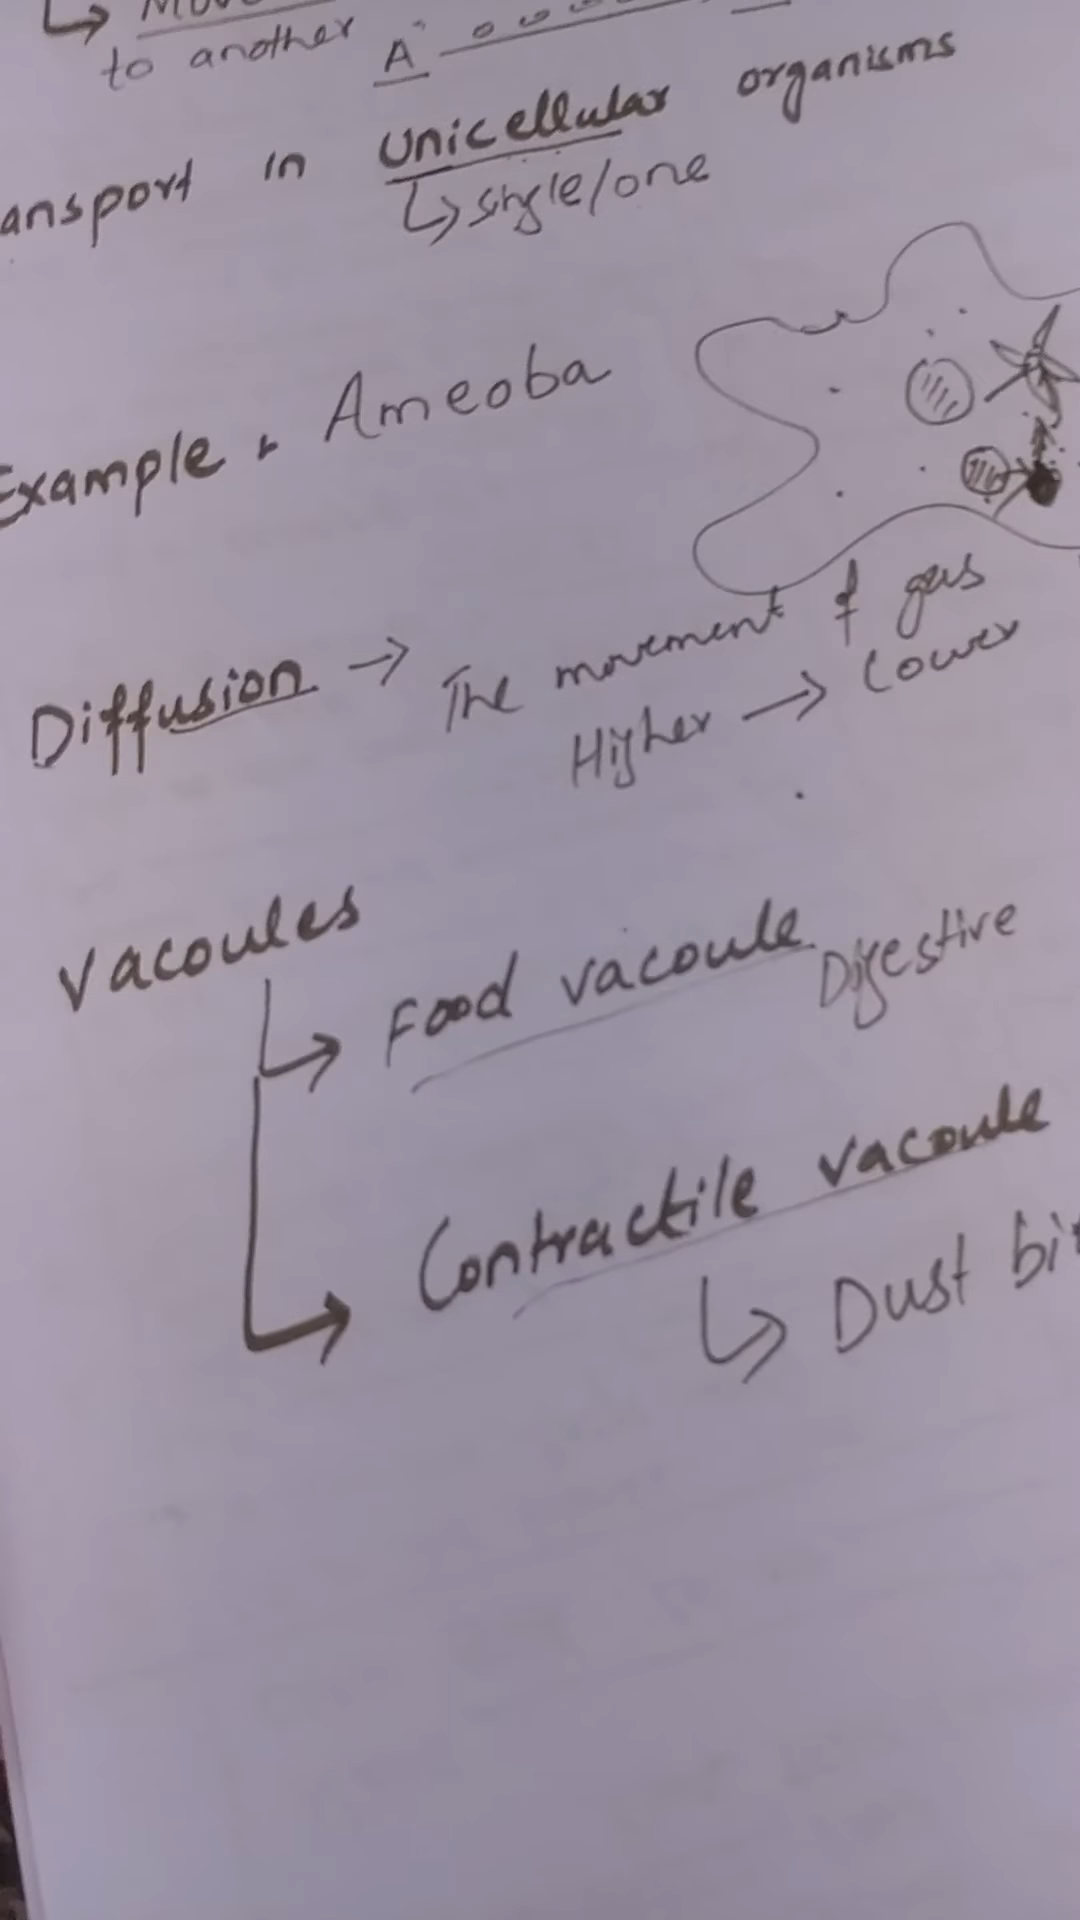 to another A
ansport in Unicellular organisms
↳ single/one
Example Ameoba
Diffusion → The movement of gas
Higher → Lower
Vacoules
↳ Food vacoule Digestive
↳ Contractile vacoule
↳ Dust bi